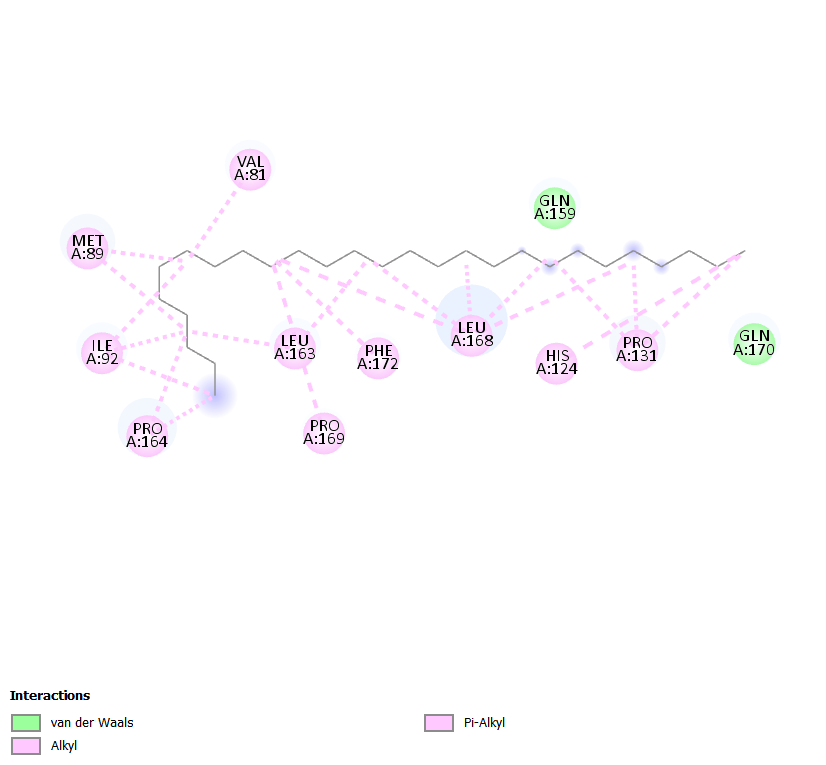 VAL
A:81
GLN
A:159
MET
A:89
LEU
A:168
GLN
A:170
ILE
A:92
LEU
A:163
PHE
A:172
HIS
A:124
PRO
A:131
PRO
A:164
PRO
A:169
Interactions
van der Waals
Alkyl
Pi-Alkyl